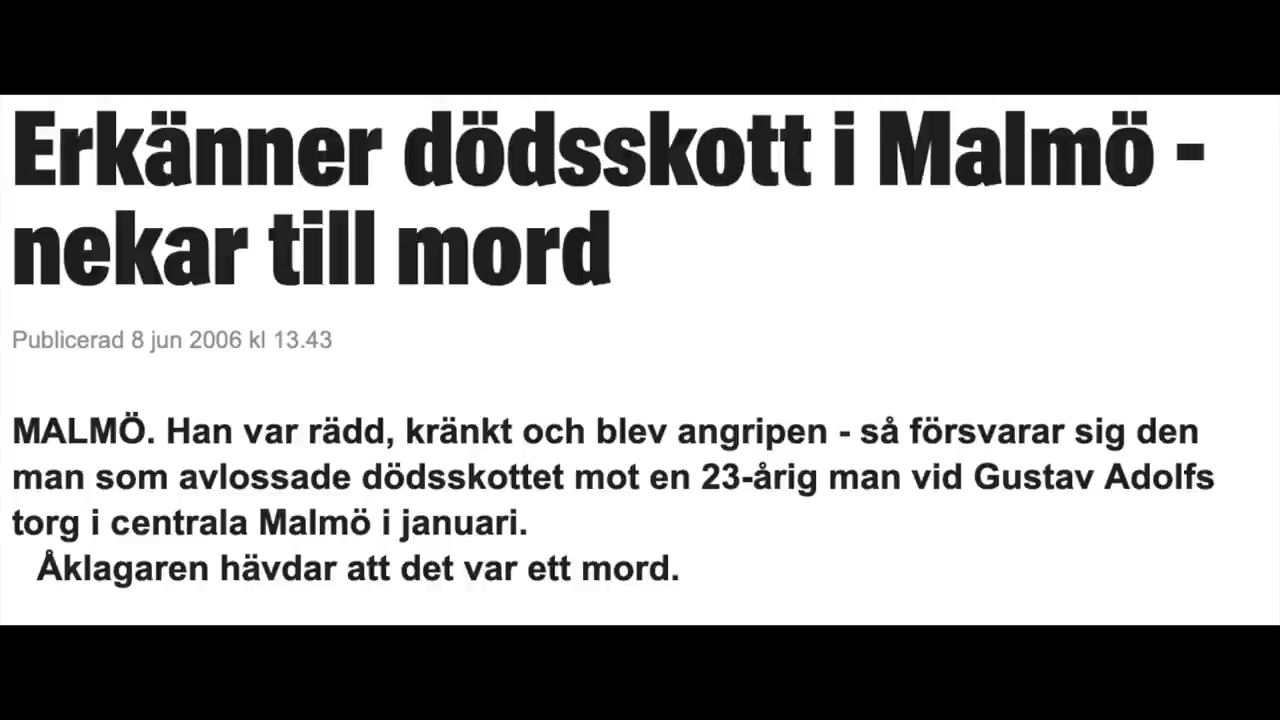 Erkänner dödsskott i Malmö -
nekar till mord
Publicerad 8 jun 2006 kl 13.43
MALMÖ. Han var rädd, kränkt och blev angripen - så försvarar sig den
man som avlossade dödsskottet mot en 23-årig man vid Gustav Adolfs
torg i centrala Malmö i januari.
Åklagaren hävdar att det var ett mord.